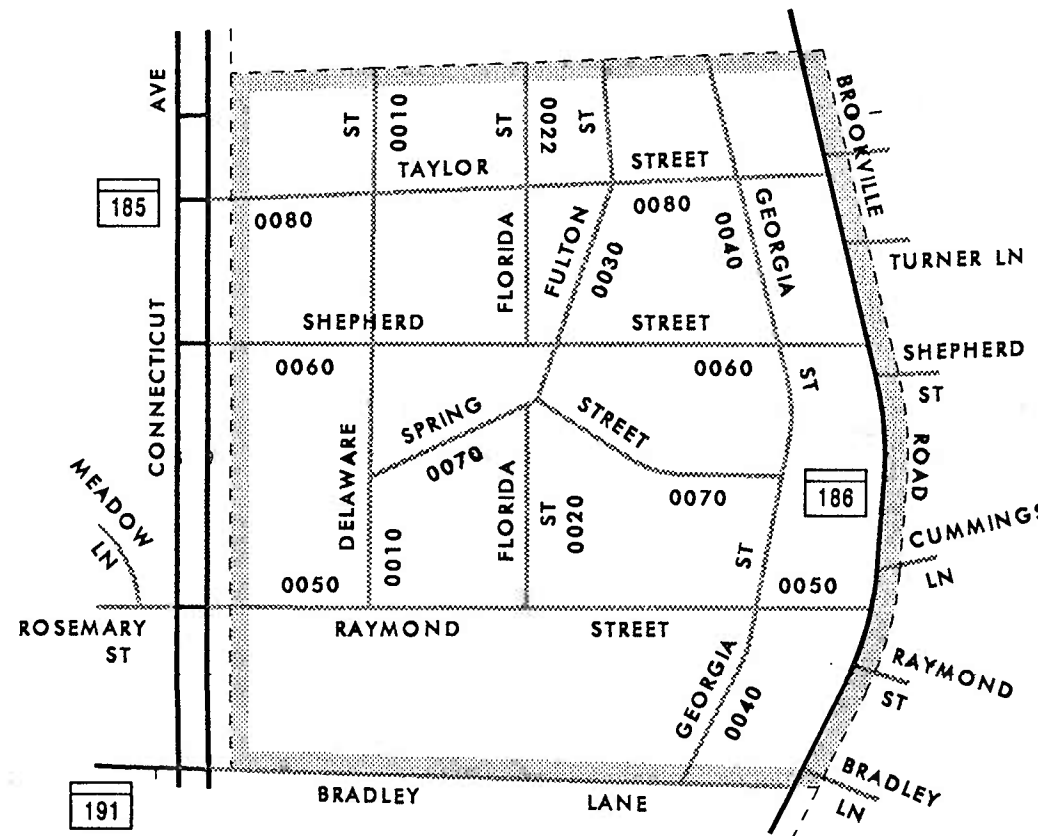 AVE
ST
0010
ST
0022
ST
TAYLOR
STREET
BROOKVILLE
185
0080
FLORIDA
FULTON
0030
0080
0040
GEORGIA
TURNER LN
CONNECTICUT
SHEPHERD
STREET
0060
0060
ST
SHEPHERD
ST
DELAWARE
SPRING
STREET
0070
0070
ROAD
186
MEADOW
LN
FLORIDA
ST
0020
0010
ST
CUMMINGS
LN
0050
0050
ROSEMARY
ST
RAYMOND
STREET
GEORGIA
0040
RAYMOND
ST
191
BRADLEY
LANE
BRADLEY
LN